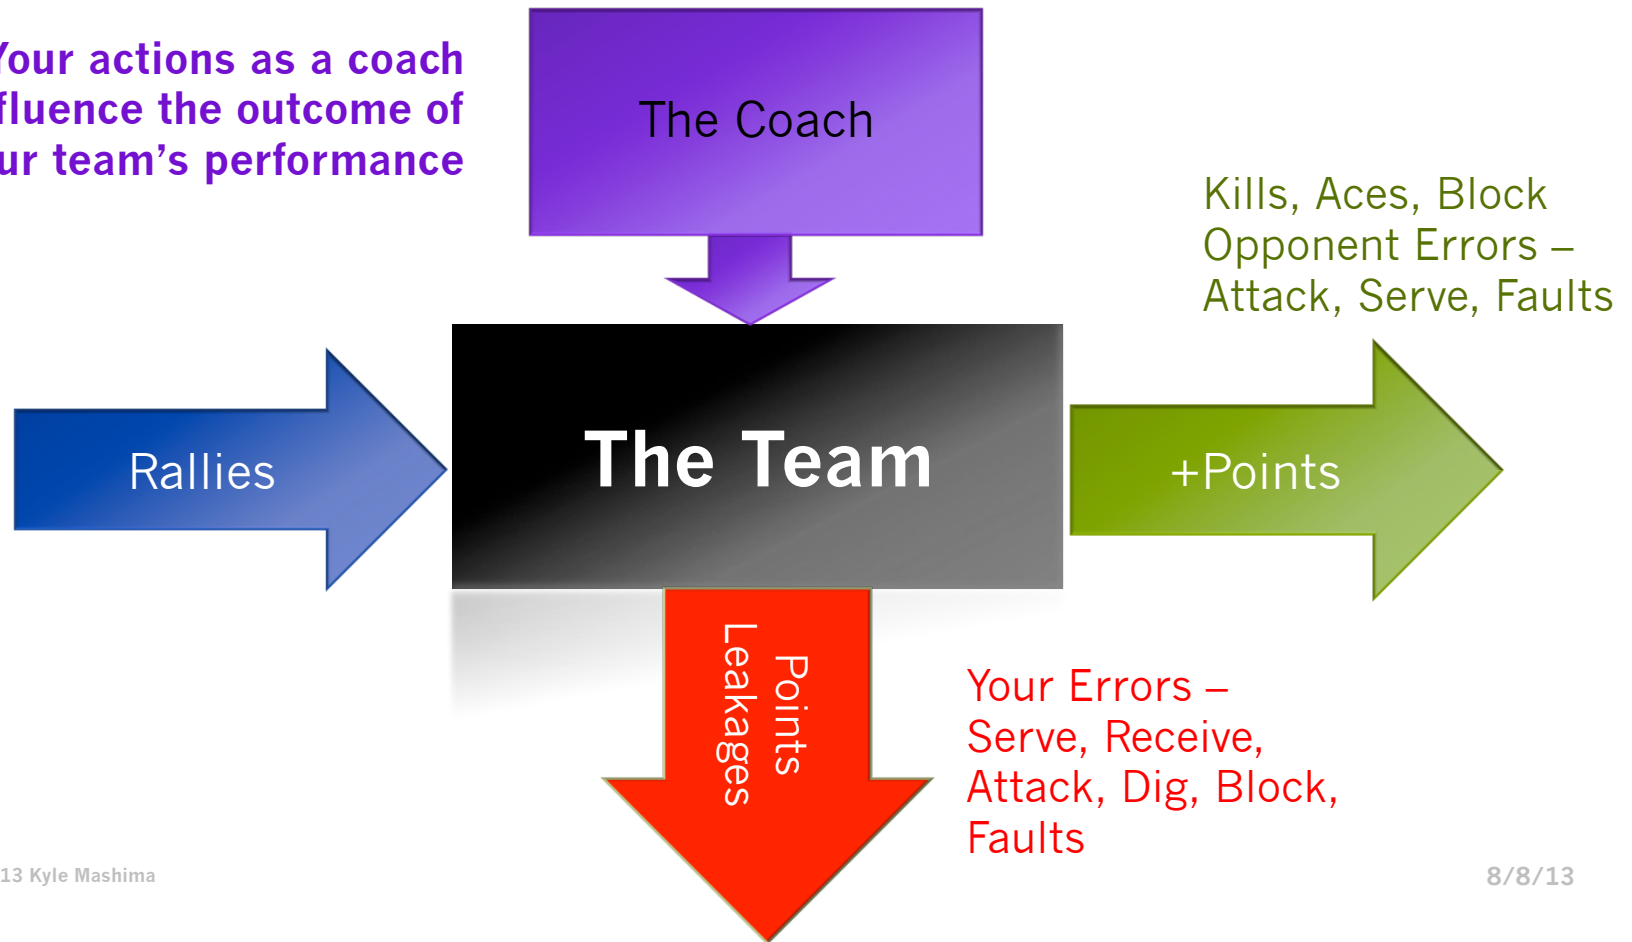 Your actions as a coach
fluence the outcome of
ur team's performance
The Coach
Kills, Aces, Block
Opponent Errors –
Attack, Serve, Faults
Rallies
The Team
+Points
Points
Leakages
Your Errors –
Serve, Receive,
Attack, Dig, Block,
Faults
13 Kyle Mashima
8/8/13